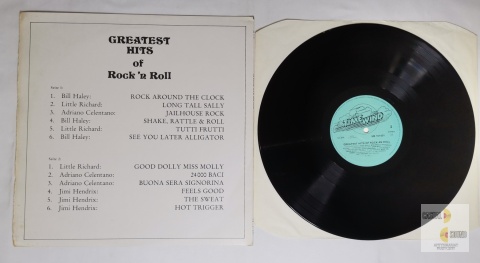 GREATEST
HITS
of
Rock 'n Roll
Side 1:
1. Bill Haley: ROCK AROUND THE CLOCK
2. Little Richard: LONG TALL SALLY
3. Adriano Celentano: JAILHOUSE ROCK
4. Bill Haley: SHAKE, RATTLE & ROLL
5. Little Richard: TUTTI FRUTTI
6. Bill Haley: SEE YOU LATER ALLIGATOR
Side 2:
1. Little Richard: GOOD DOLLY MISS MOLLY
2. Adriano Celentano: 24000 BACI
3. Adriano Celentano: BUONA SERA SIGNORINA
4. Jimi Hendrix: FEELS GOOD
5. Jimi Hendrix: THE SWEAT
6. Jimi Hendrix: HOT TRIGGER
TIMEWIND